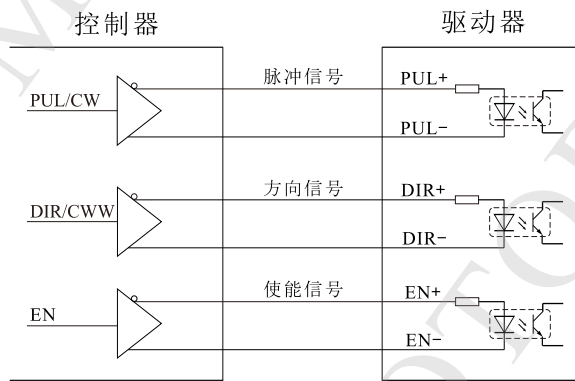 控制器 驱动器
脉冲信号 PUL+
PUL/CW
PUL−
方向信号 DIR+
DIR/CWW
DIR−
使能信号 EN+
EN
EN−